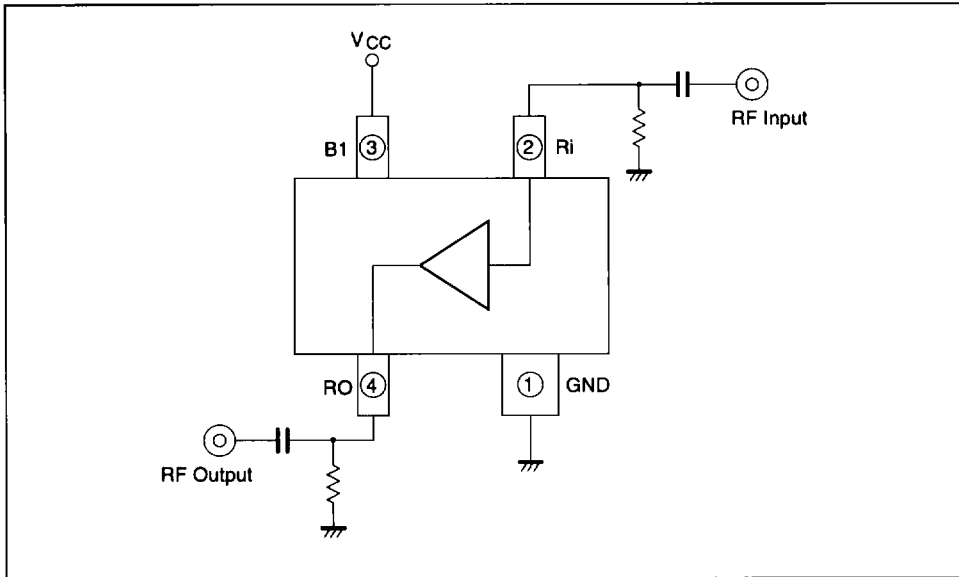 VCC
B1 ③ ② Ri
RF Input
RO ④ ① GND
RF Output